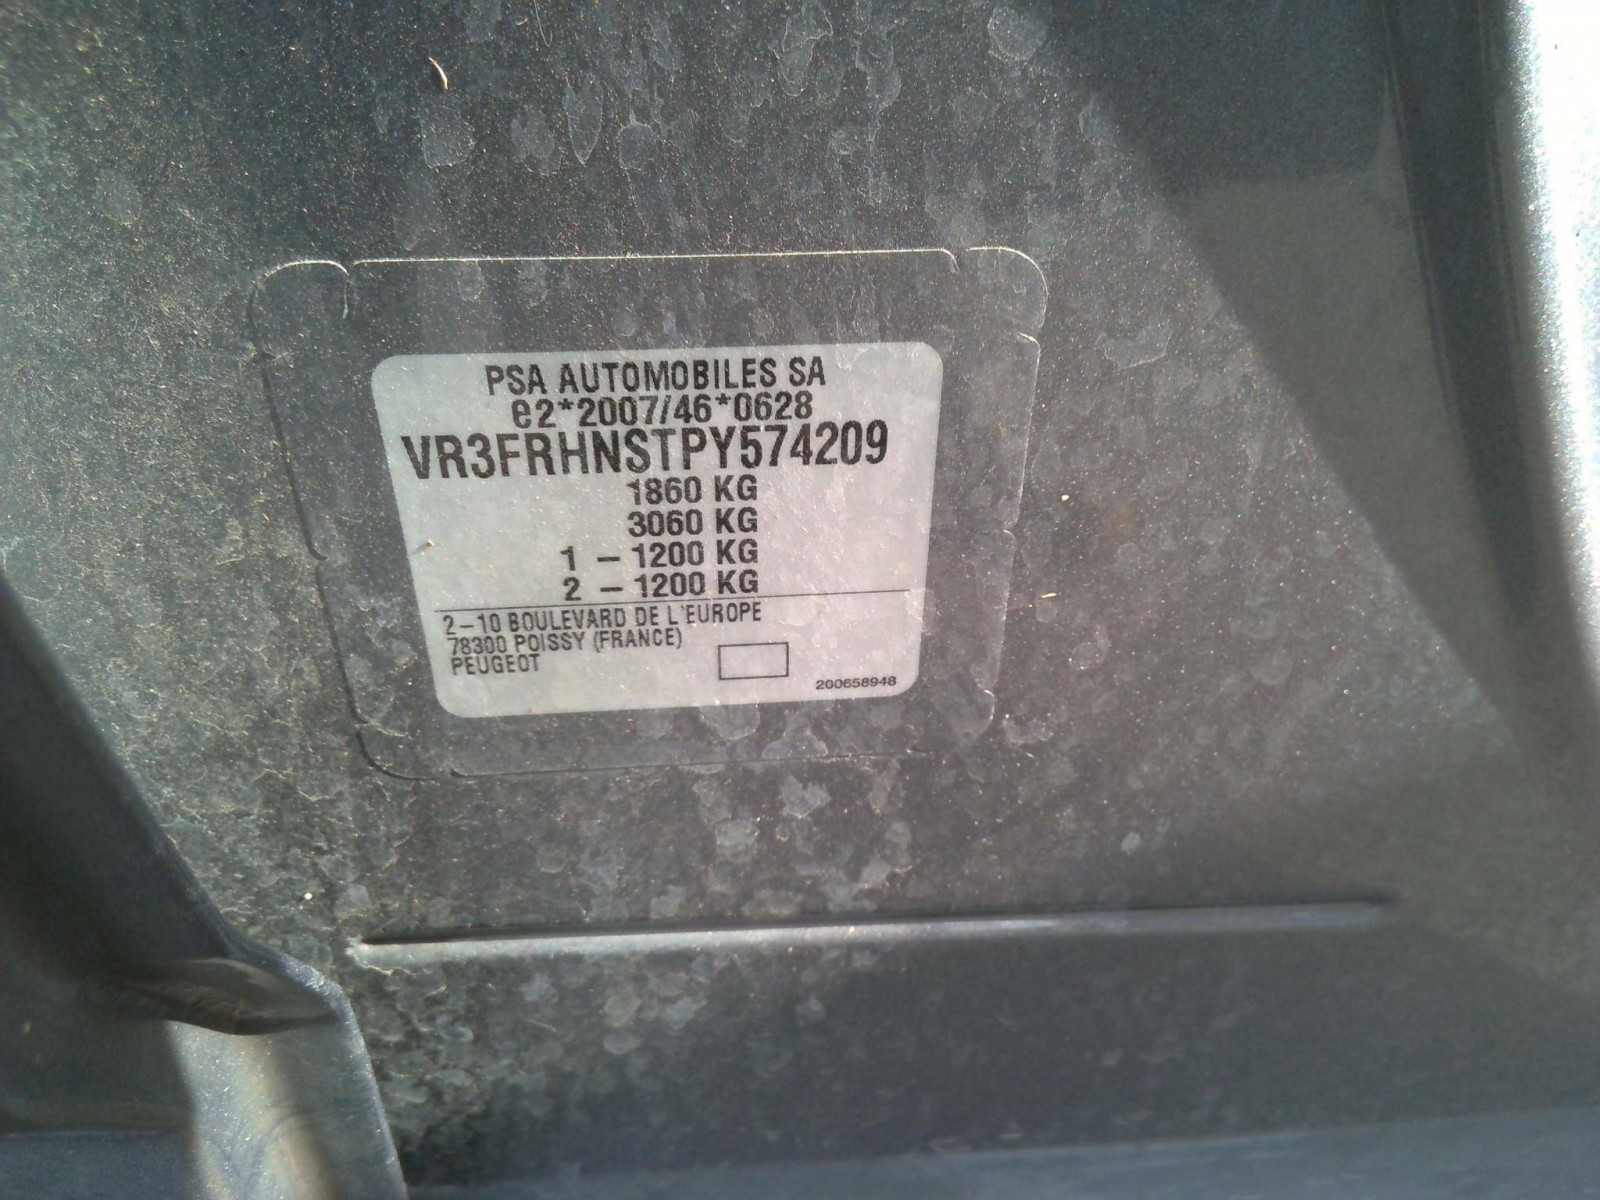 PSA AUTOMOBILES SA
e2*2007/46*0628
VR3FRHNSTPY574209
1860 KG
3060 KG
1 – 1200 KG
2 – 1200 KG
2–10 BOULEVARD DE L'EUROPE
78300 POISSY (FRANCE)
PEUGEOT
200658948